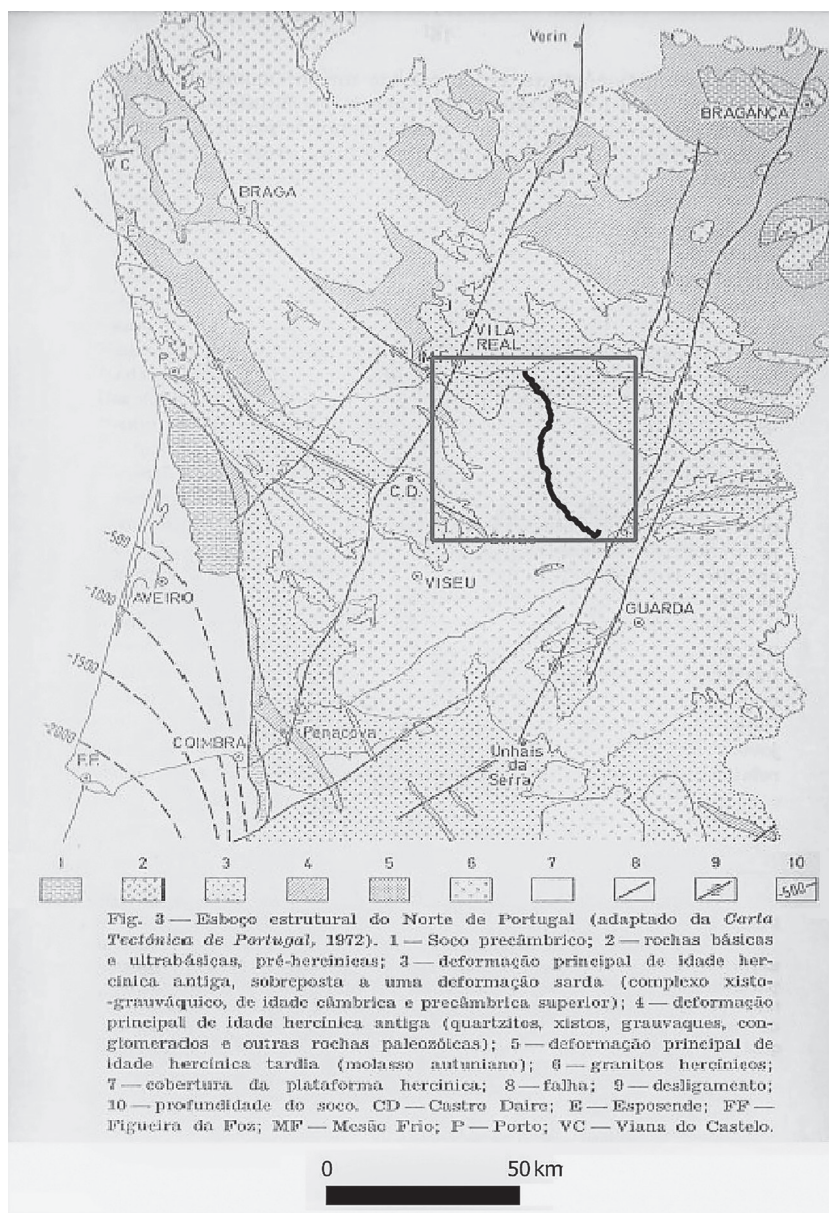 Verin
BRAGANÇA
V.C.
BRAGA
E.
VILA
REAL
M
P
C.D.
VISEU
-500
AVEIRO
-1000
GUARDA
-1500
-2000
COIMBRA
Penacova
F.F.
Unhais
da
Serra
1 2 3 4 5 6 7 8 9 10
-500
Fig. 3 — Esboço estrutural do Norte de Portugal (adaptado da Carta
Tectónica de Portugal, 1972). 1 — Soco precâmbrico; 2 — rochas básicas
e ultrabásicas, pré-hercínicas; 3 — deformação principal de idade her-
cínica antiga, sobreposta a uma deformação sarda (complexo xisto-
-grauváquico, de idade câmbrica e precâmbrica superior); 4 — deformação
principal de idade hercínica antiga (quartzitos, xistos, grauvaques, con-
glomerados e outras rochas paleozóicas); 5 — deformação principal de
idade hercínica tardia (molasso autuniano); 6 — granitos hercínicos;
7 — cobertura da plataforma hercínica; 8 — falha; 9 — desligamento;
10 — profundidade do soco. CD — Castro Daire; E — Esposende; FF —
Figueira da Foz; MF — Mesão Frio; P — Porto; VC — Viana do Castelo.
0 50 km